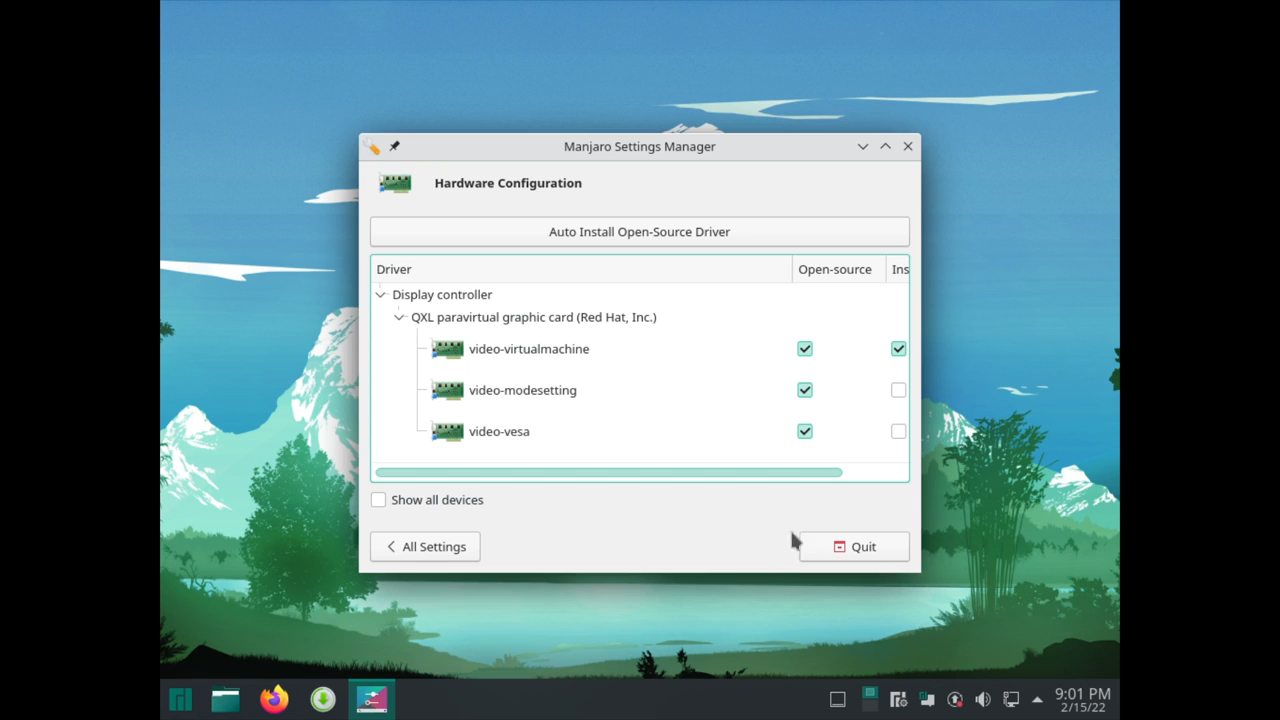 Manjaro Settings Manager
Hardware Configuration
Auto Install Open-Source Driver
Driver Open-source Ins
Display controller
QXL paravirtual graphic card (Red Hat, Inc.)
video-virtualmachine
video-modesetting
video-vesa
Show all devices
All Settings Quit
9:01 PM
2/15/22